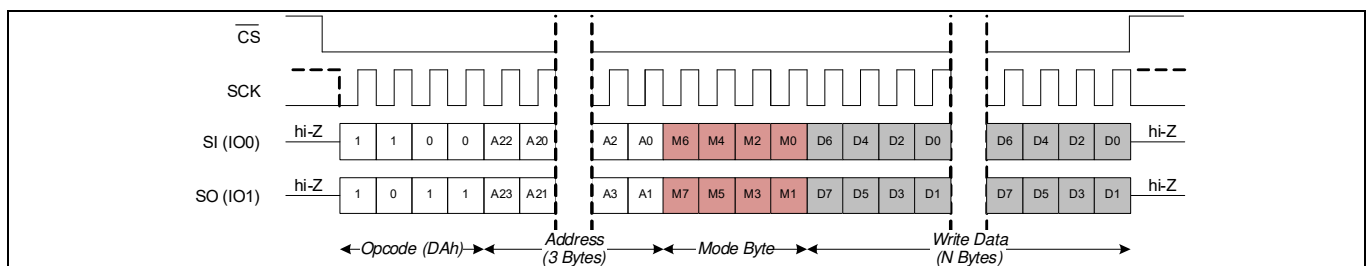 CS
SCK
SI (IO0) hi-Z 1 1 0 0 A22 A20 A2 A0 M6 M4 M2 M0 D6 D4 D2 D0 D6 D4 D2 D0 hi-Z
SO (IO1) hi-Z 1 0 1 1 A23 A21 A3 A1 M7 M5 M3 M1 D7 D5 D3 D1 D7 D5 D3 D1 hi-Z
Opcode (DAh) Address (3 Bytes) Mode Byte Write Data (N Bytes)